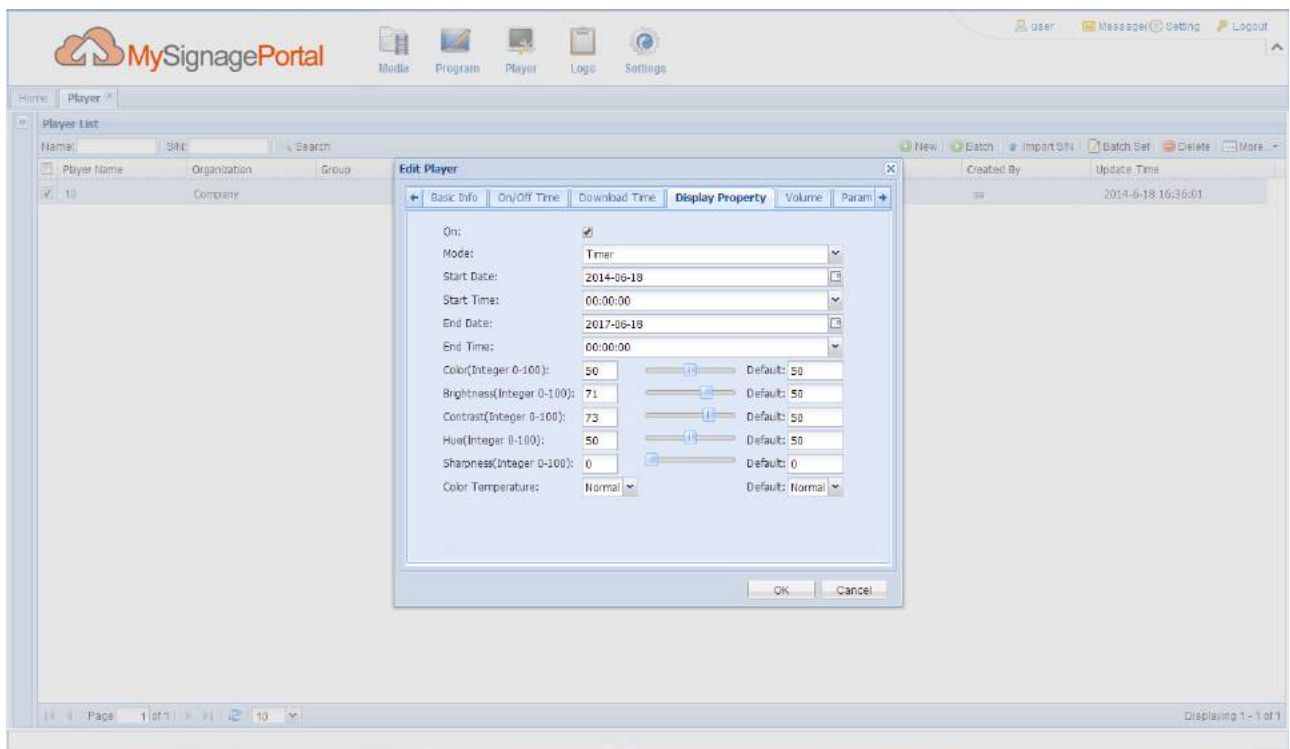 user Message() Setting Logout
MySignagePortal
Media Program Player Logs Settings
Home Player
Player List
Name: S/N: Search New Batch Import S/N Batch Set Delete More...
Player Name Organization Group Created By Update Time
10 Company sa 2014-6-18 16:36:01
Edit Player
Basic Info On/Off Time Download Time Display Property Volume Param
On:
Mode: Timer
Start Date: 2014-06-18
Start Time: 00:00:00
End Date: 2017-06-18
End Time: 00:00:00
Color(Integer 0-100): 50 Default: 50
Brightness(Integer 0-100): 71 Default: 50
Contrast(Integer 0-100): 73 Default: 50
Hue(Integer 0-100): 50 Default: 50
Sharpness(Integer 0-100): 0 Default: 0
Color Temperature: Normal Default: Normal
OK Cancel
Page 1 of 1 10 Displaying 1 - 1 of 1